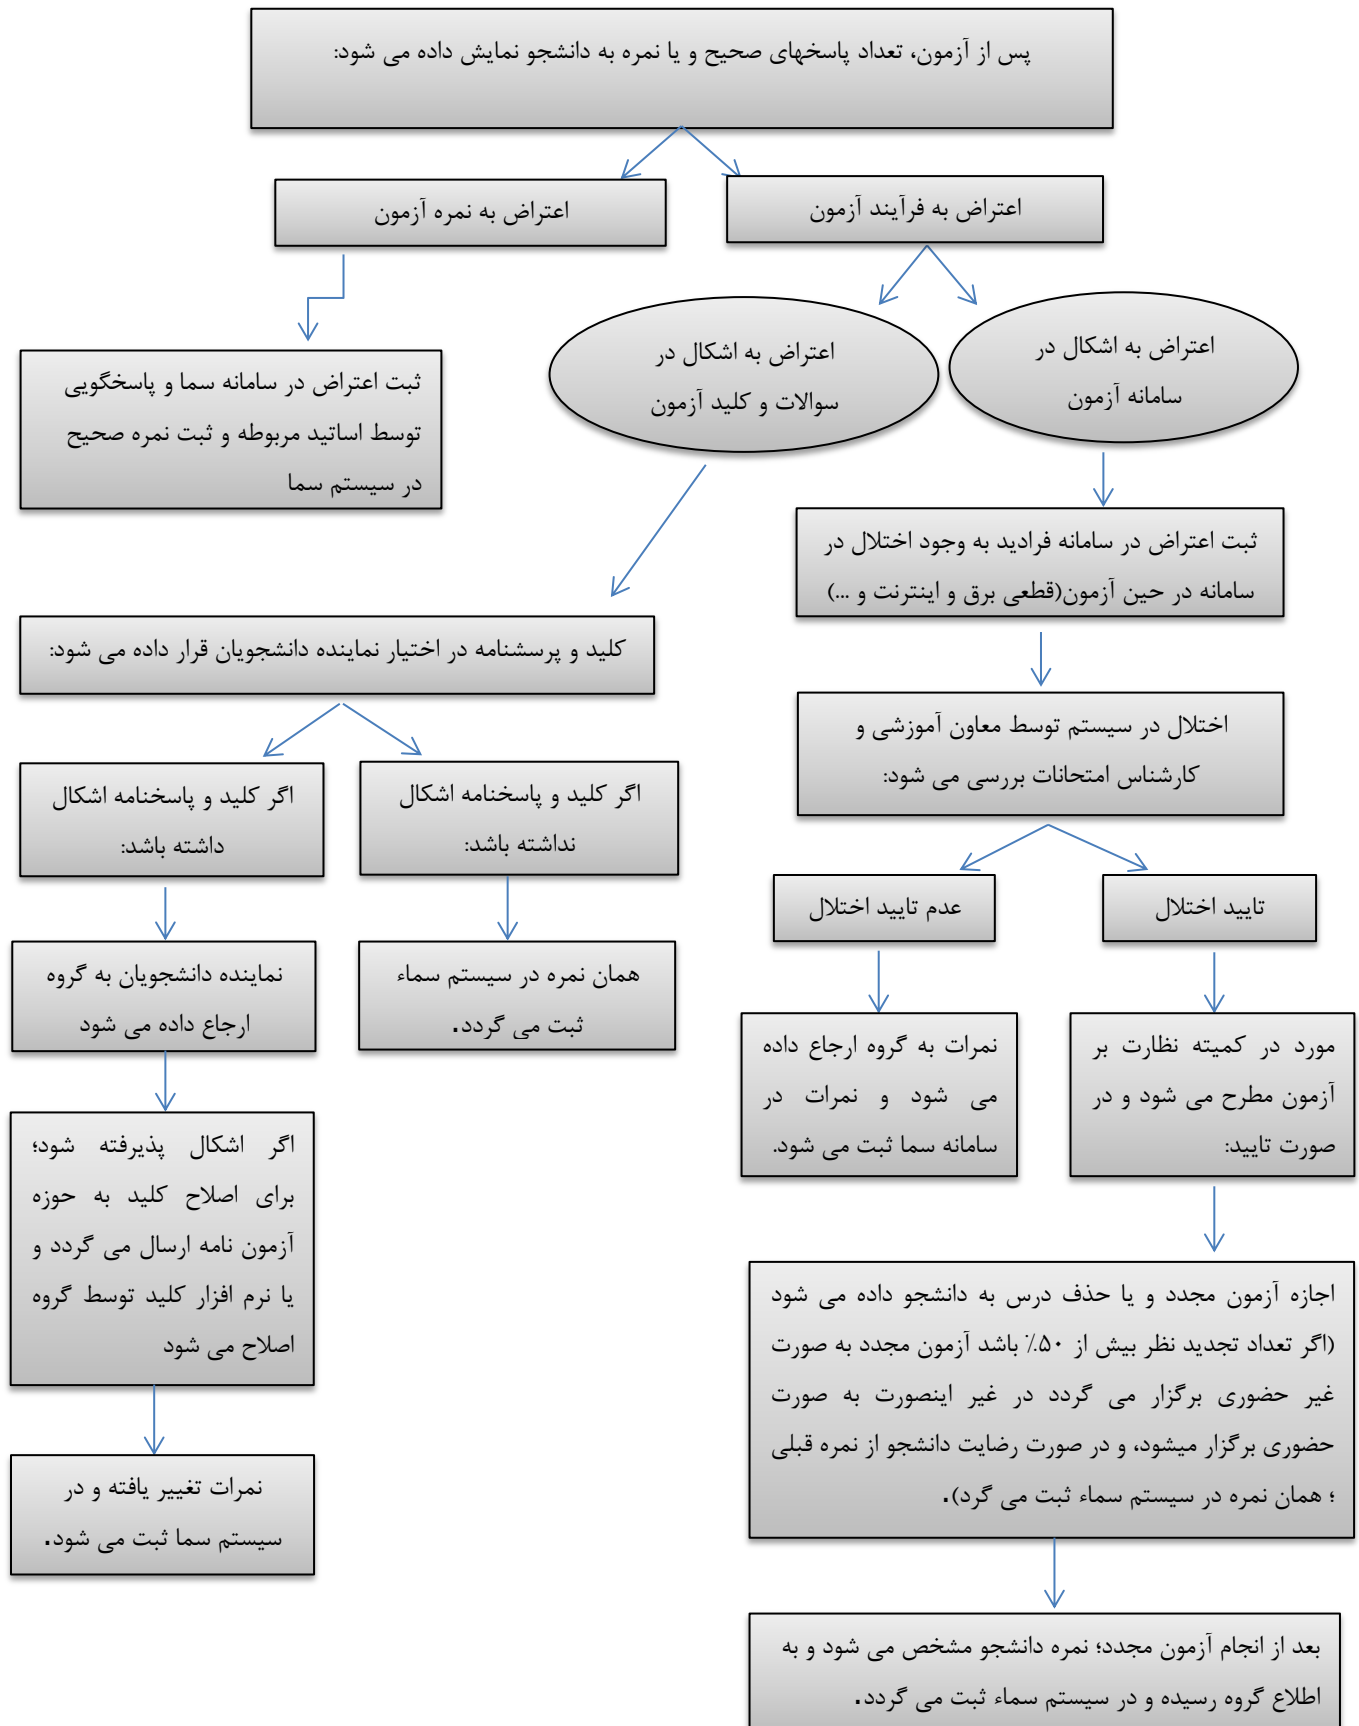 پس از آزمون، تعداد پاسخهای صحیح و یا نمره به دانشجو نمایش داده می شود:
اعتراض به فرآیند آزمون
اعتراض به نمره آزمون
اعتراض به اشکال در
سامانه آزمون
اعتراض به اشکال در
سوالات و کلید آزمون
ثبت اعتراض در سامانه سما و پاسخگویی
توسط اساتید مربوطه و ثبت نمره صحیح
در سیستم سما
ثبت اعتراض در سامانه فرادید به وجود اختلال در
سامانه در حین آزمون(قطعی برق و اینترنت و ...)
کلید و پرسشنامه در اختیار نماینده دانشجویان قرار داده می شود:
اختلال در سیستم توسط معاون آموزشی و
کارشناس امتحانات بررسی می شود:
اگر کلید و پاسخنامه اشکال
نداشته باشد:
اگر کلید و پاسخنامه اشکال
داشته باشد:
تایید اختلال
عدم تایید اختلال
همان نمره در سیستم سماء
ثبت می گردد.
نماینده دانشجویان به گروه
ارجاع داده می شود
مورد در کمیته نظارت بر
آزمون مطرح می شود و در
صورت تایید:
نمرات به گروه ارجاع داده
می شود و نمرات در
سامانه سما ثبت می شود.
اگر اشکال پذیرفته شود؛
برای اصلاح کلید به حوزه
آزمون نامه ارسال می گردد و
یا نرم افزار کلید توسط گروه
اصلاح می شود
اجازه آزمون مجدد و یا حذف درس به دانشجو داده می شود
(اگر تعداد تجدید نظر بیش از ۵۰٪ باشد آزمون مجدد به صورت
غیر حضوری برگزار می گردد در غیر اینصورت به صورت
حضوری برگزار میشود، و در صورت رضایت دانشجو از نمره قبلی
؛ همان نمره در سیستم سماء ثبت می گرد).
نمرات تغییر یافته و در
سیستم سما ثبت می شود.
بعد از انجام آزمون مجدد؛ نمره دانشجو مشخص می شود و به
اطلاع گروه رسیده و در سیستم سماء ثبت می گردد.